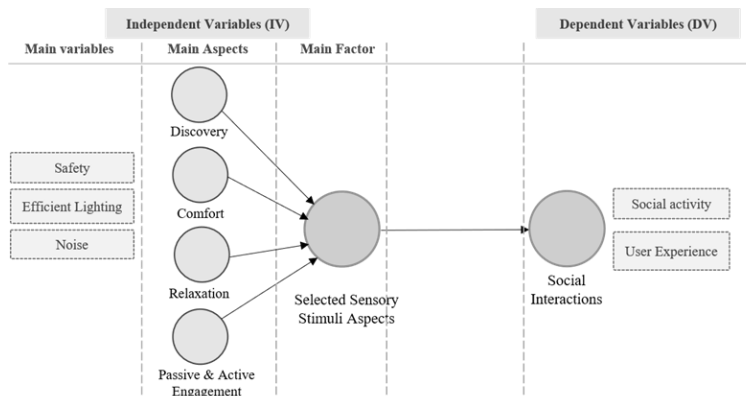 Independent Variables (IV)
Dependent Variables (DV)
Main variables
Main Aspects
Main Factor
Discovery
Safety
Efficient Lighting
Noise
Comfort
Relaxation
Passive & Active
Engagement
Selected Sensory
Stimuli Aspects
Social
Interactions
Social activity
User Experience